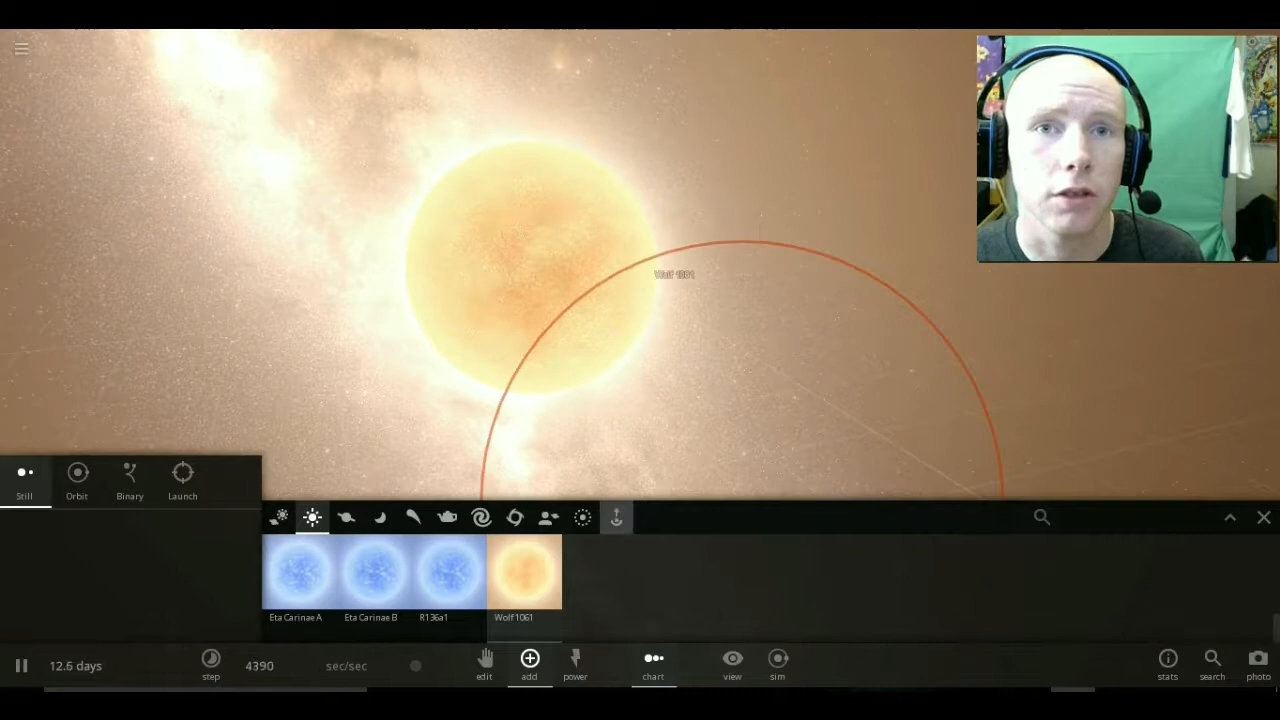 Wolf 1061
Still Orbit Binary Launch
Eta Carinae A Eta Carinae B R136a1 Wolf 1061
12.6 days step 4390 sec/sec edit add power chart view sim stats search photo